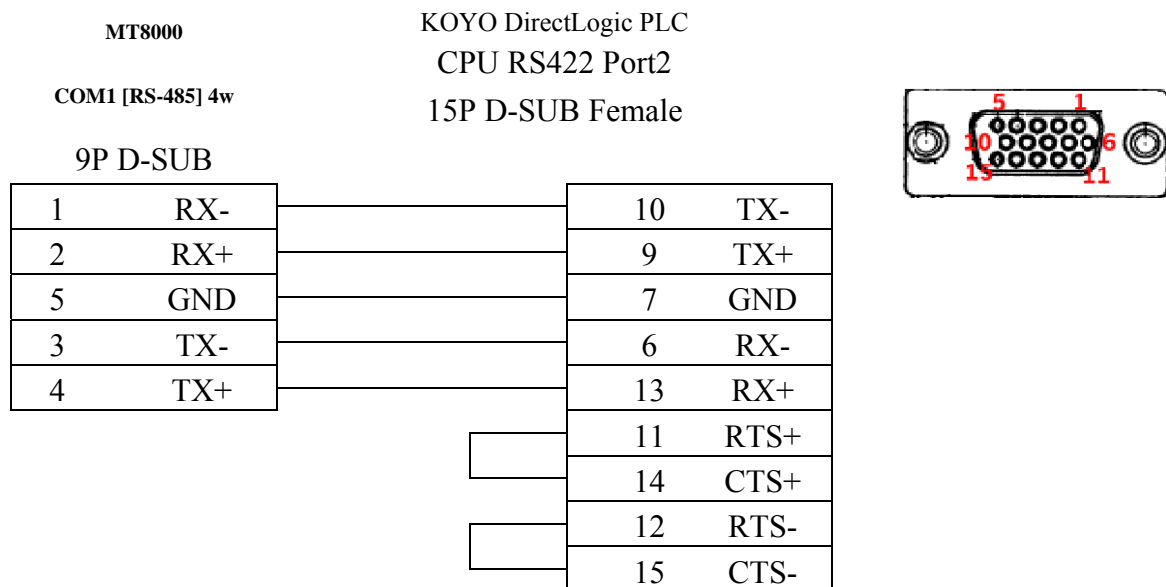 MT8000
COM1 [RS-485] 4w
9P D-SUB
KOYO DirectLogic PLC
CPU RS422 Port2
15P D-SUB Female
5 1
10 6
15 11
1 RX- 10 TX-
2 RX+ 9 TX+
5 GND 7 GND
3 TX- 6 RX-
4 TX+ 13 RX+
11 RTS+
14 CTS+
12 RTS-
15 CTS-